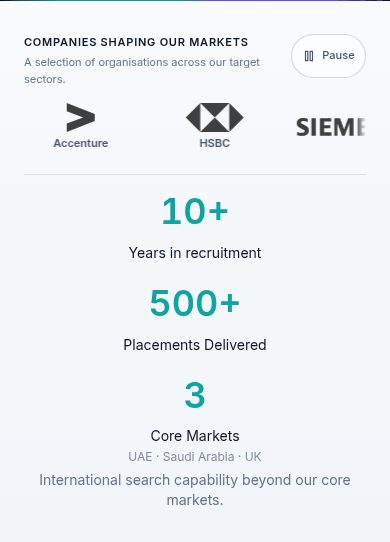 COMPANIES SHAPING OUR MARKETS
A selection of organisations across our target
sectors.
Pause
Accenture
HSBC
SIEME
10+
Years in recruitment
500+
Placements Delivered
3
Core Markets
UAE · Saudi Arabia · UK
International search capability beyond our core
markets.